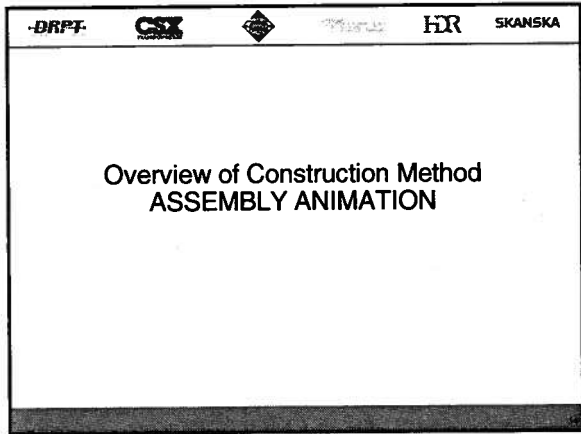 DRPT CSX HDR SKANSKA
Overview of Construction Method
ASSEMBLY ANIMATION